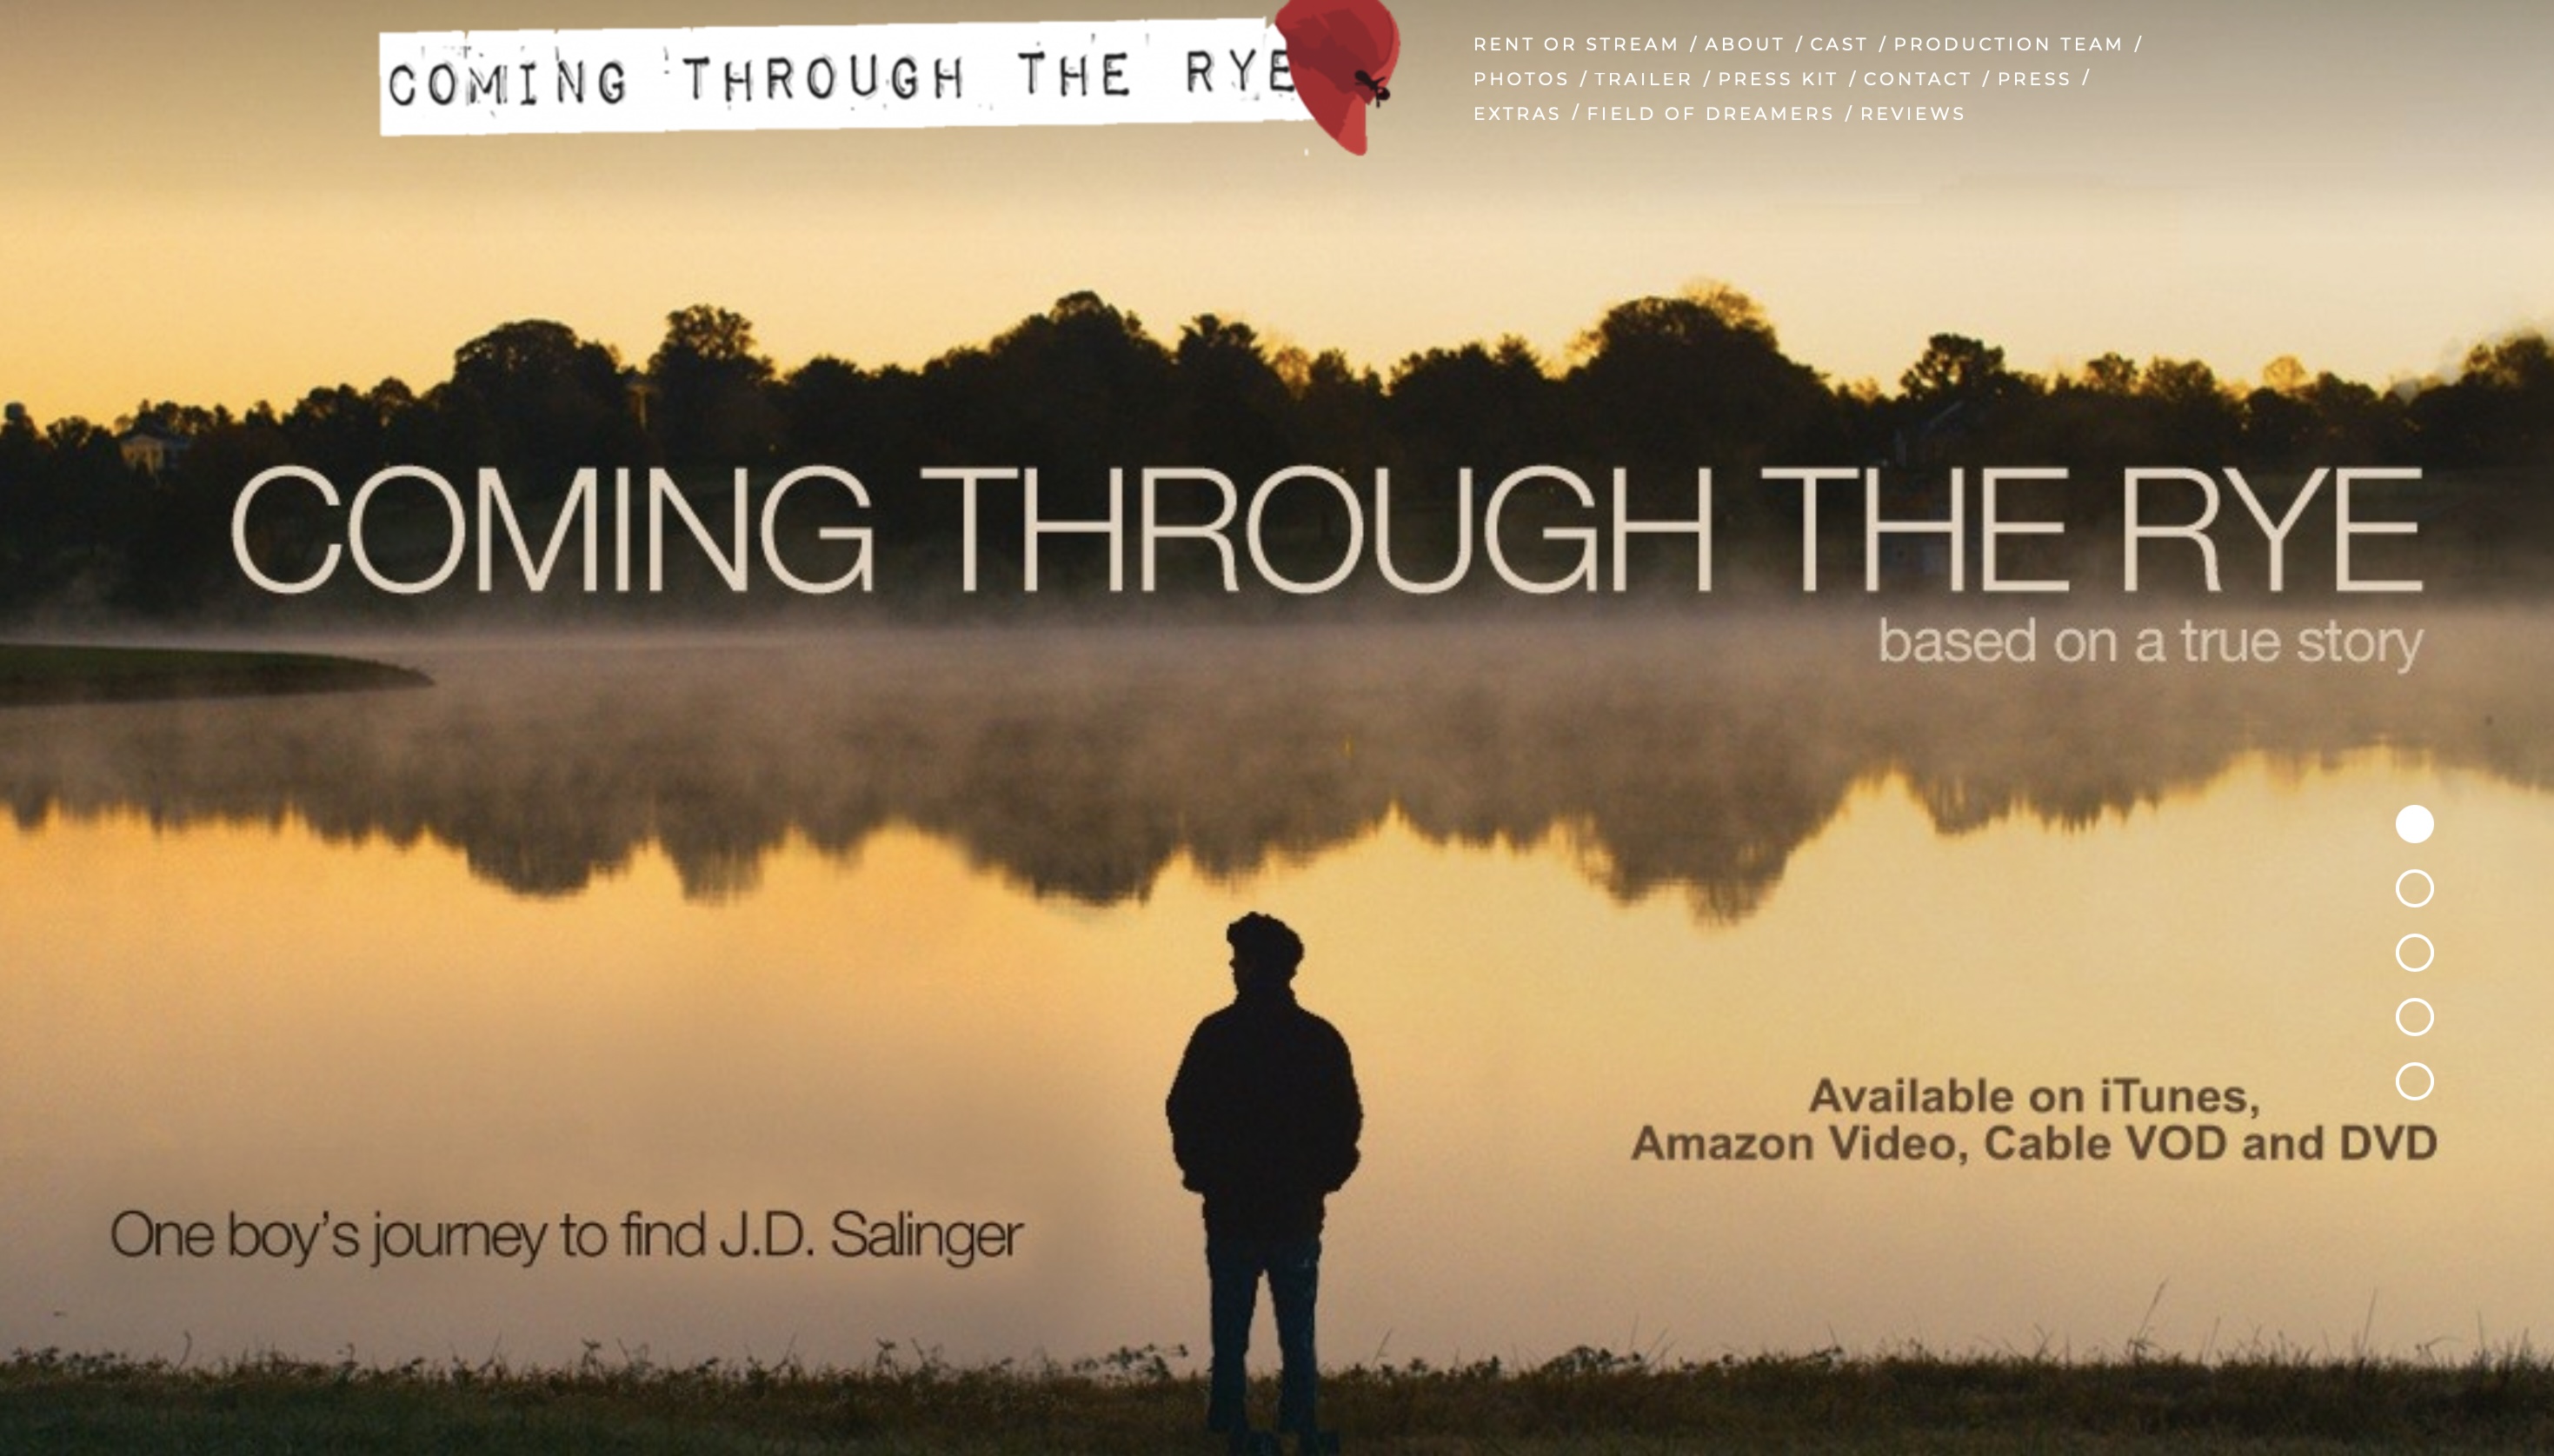 COMING THROUGH THE RYE
RENT OR STREAM / ABOUT / CAST / PRODUCTION TEAM /
PHOTOS / TRAILER / PRESS KIT / CONTACT / PRESS /
EXTRAS / FIELD OF DREAMERS / REVIEWS
COMING THROUGH THE RYE
based on a true story
Available on iTunes,
Amazon Video, Cable VOD and DVD
One boy's journey to find J.D. Salinger